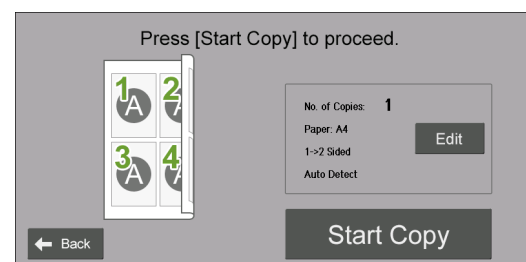 Press [Start Copy] to proceed.
1 2
A A
3 4
A A
No. of Copies: 1
Paper: A4
1->2 Sided
Auto Detect
Edit
Back
Start Copy